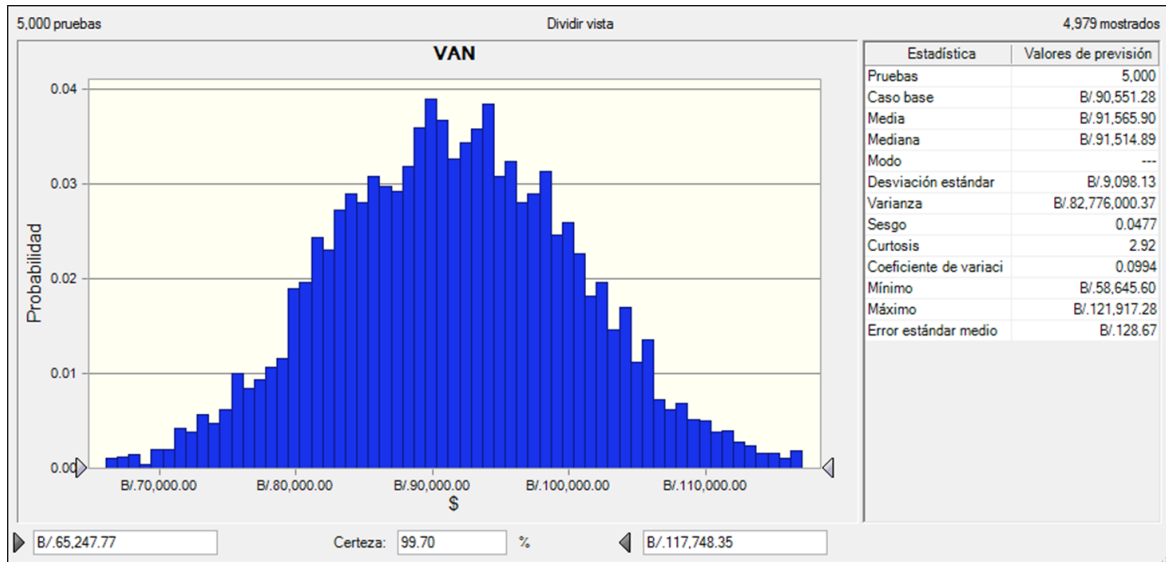 5,000 pruebas
Dividir vista
4,979 mostrados
VAN
Probabilidad
0.04
0.03
0.02
0.01
0.00
B/.70,000.00
B/.80,000.00
B/.90,000.00
B/.100,000.00
B/.110,000.00
$
Estadística Valores de previsión
Pruebas 5,000
Caso base B/.90,551.28
Media B/.91,565.90
Mediana B/.91,514.89
Modo ---
Desviación estándar B/.9,098.13
Varianza B/.82,776,000.37
Sesgo 0.0477
Curtosis 2.92
Coeficiente de variaci 0.0994
Mínimo B/.58,645.60
Máximo B/.121,917.28
Error estándar medio B/.128.67
B/.65,247.77
Certeza: 99.70 %
B/.117,748.35